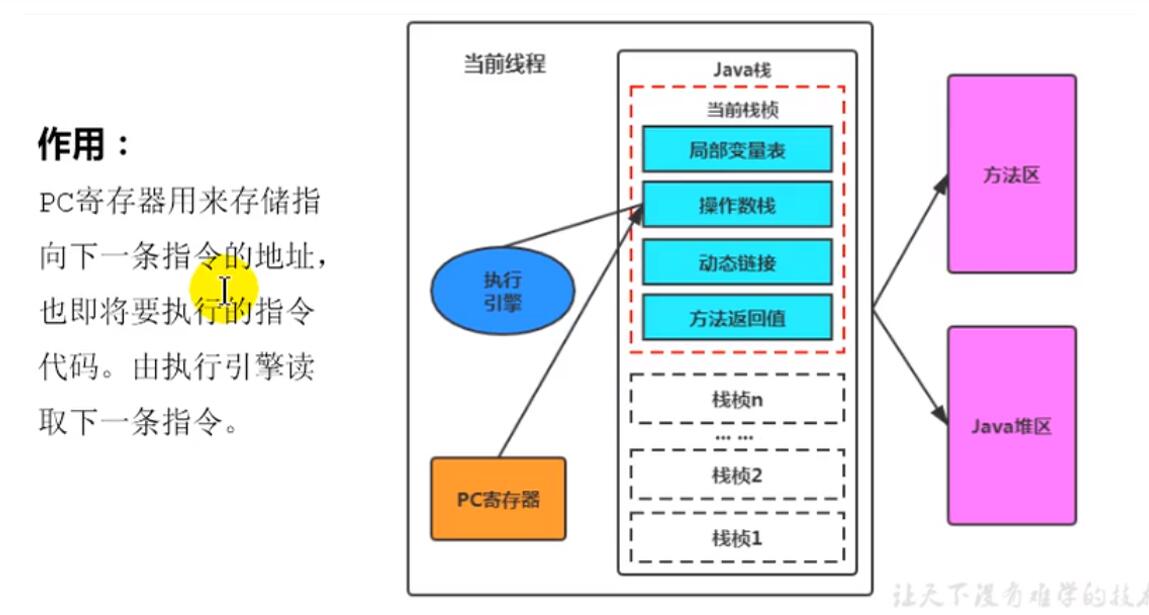 作用：
PC寄存器用来存储指
向下一条指令的地址，
也即将要执行的指令
代码。由执行引擎读
取下一条指令。
当前线程
Java栈
当前栈桢
局部变量表
操作数栈
动态链接
方法返回值
执行
引擎
PC寄存器
栈桢n
... ...
栈桢2
栈桢1
方法区
Java堆区
让天下没有难学的技术